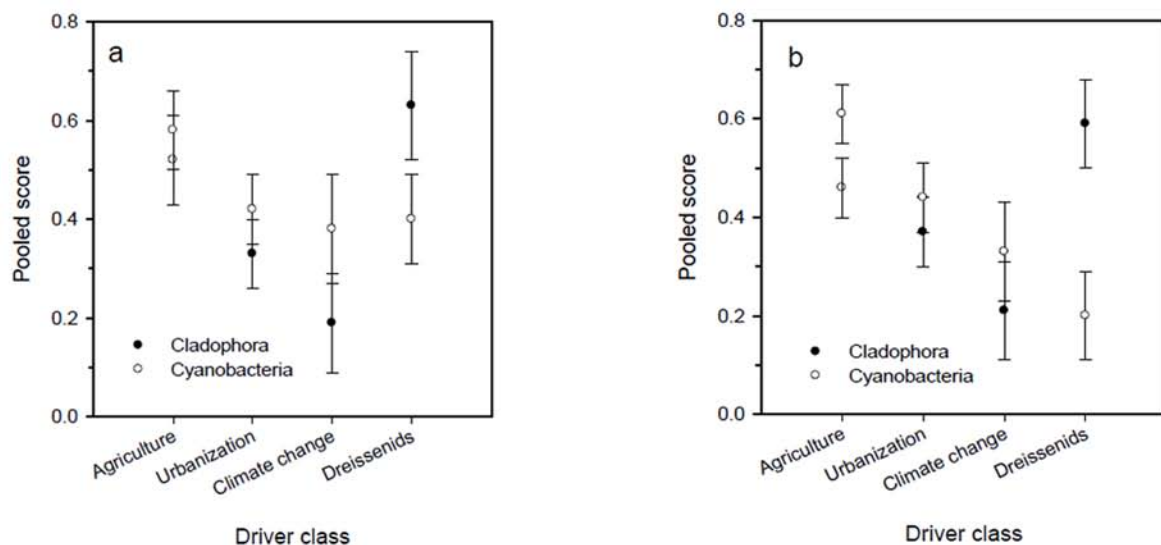 a
0.8
0.6
0.4
0.2
0.0
Pooled score
Cladophora
Cyanobacteria
Agriculture
Urbanization
Climate change
Dreissenids
Driver class
b
0.8
0.6
0.4
0.2
0.0
Pooled score
Cladophora
Cyanobacteria
Agriculture
Urbanization
Climate change
Dreissenids
Driver class